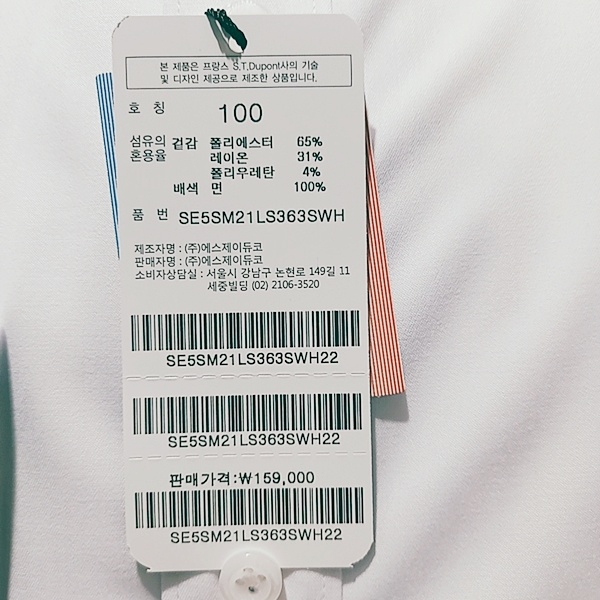 본 제품은 프랑스 S,T,Dupont사의 기술
및 디자인 제공으로 제조한 상품입니다.
호 칭 100
섬유의 겉감 폴리에스터 65%
혼용율 레이온 31%
폴리우레탄 4%
배색 면 100%
품 번 SE5SM21LS363SWH
제조자명 : (주)에스제이듀코
판매자명 : (주)에스제이듀코
소비자상담실 : 서울시 강남구 논현로 149길 11
세중빌딩 (02) 2106-3520
SE5SM21LS363SWH22
SE5SM21LS363SWH22
판매가격:₩159,000
SE5SM21LS363SWH22